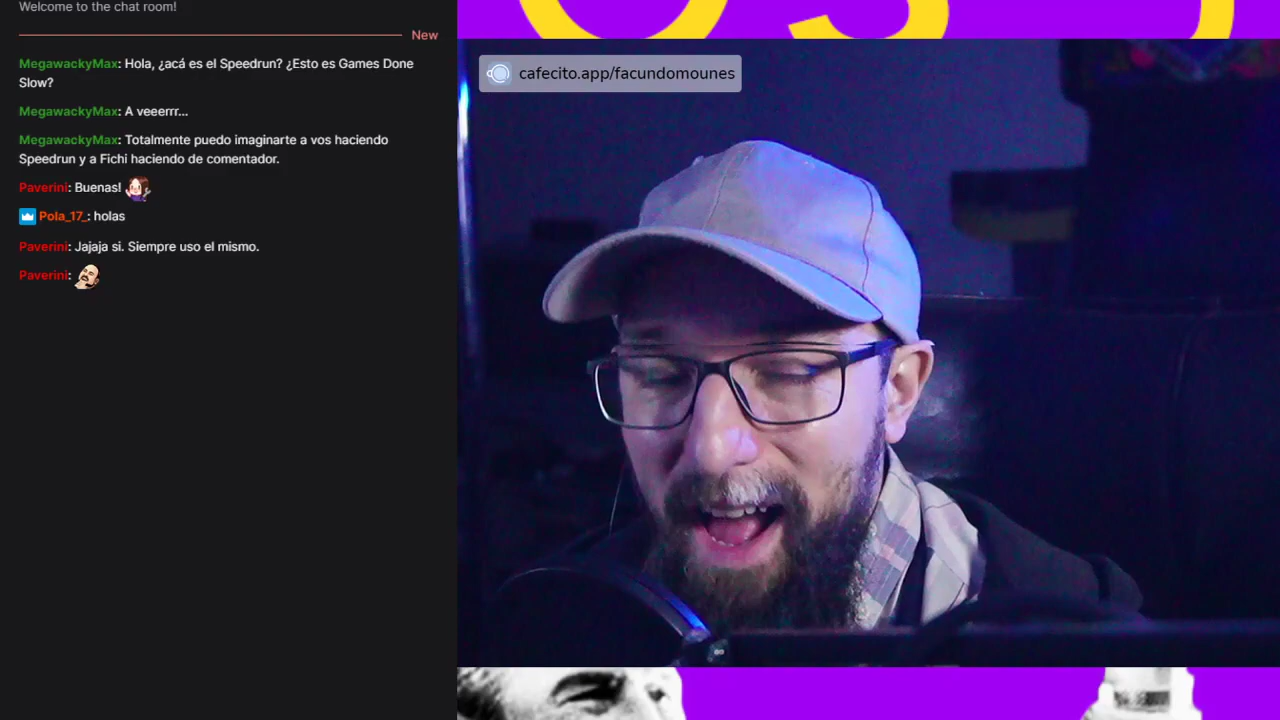 Welcome to the chat room!
New
MegawackyMax: Hola, ¿acá es el Speedrun? ¿Esto es Games Done
Slow?
MegawackyMax: A veeerrr...
MegawackyMax: Totalmente puedo imaginarte a vos haciendo
Speedrun y a Fichi haciendo de comentador.
Paverini: Buenas!
Pola_17_: holas
Paverini: Jajaja si. Siempre uso el mismo.
Paverini:
cafecito.app/facundomounes